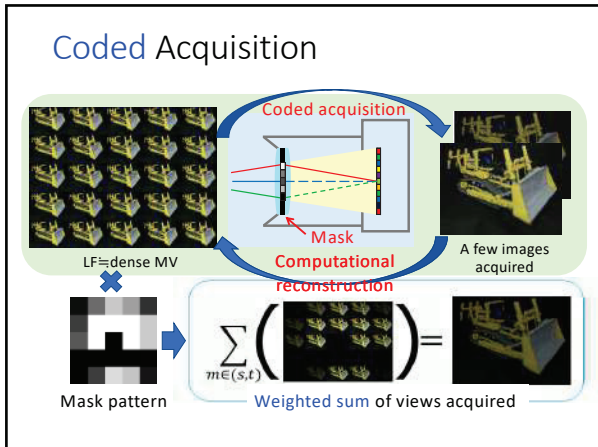 Coded Acquisition
Coded acquisition
Mask
LF≒dense MV
Computational
reconstruction
A few images
acquired
∑
m∈(s,t)
( ) =
Mask pattern
Weighted sum of views acquired